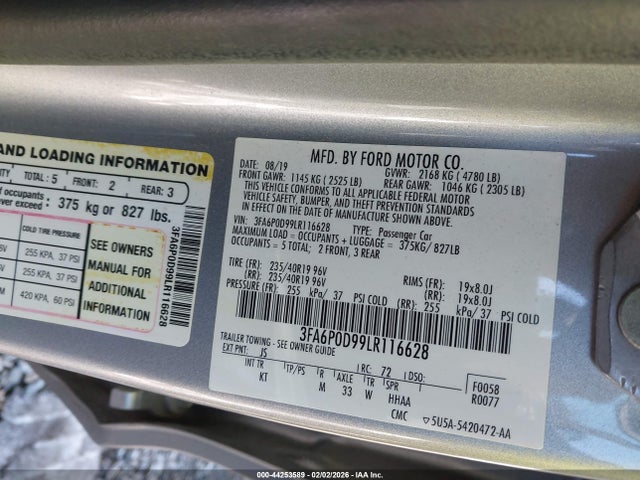 AND LOADING INFORMATION
TOTAL: 5 FRONT: 2 REAR: 3
of occupants
exceed : 375 kg or 827 lbs.
COLD TIRE PRESSURE
255 KPA, 37 PSI
255 KPA, 37 PSI
420 KPA, 60 PSI
SEE OWNERS
MANUAL FOR
ADDITIONAL
INFORMATION
3FA6P0D99LR116628
MFD. BY FORD MOTOR CO.
DATE: 08/19 GVWR: 2168 KG ( 4780 LB)
FRONT GAWR: 1145 KG ( 2525 LB) REAR GAWR: 1046 KG ( 2305 LB)
THIS VEHICLE CONFORMS TO ALL APPLICABLE FEDERAL MOTOR
VEHICLE SAFETY, BUMPER, AND THEFT PREVENTION STANDARDS
IN EFFECT ON THE DATE OF MANUFACTURE SHOWN ABOVE.
VIN: 3FA6P0D99LR116628 TYPE: Passenger Car
MAXIMUM LOAD = OCCUPANTS + LUGGAGE = 375KG/ 827LB
OCCUPANTS = 5 TOTAL; 2 FRONT, 3 REAR
TIRE (FR): 235/40R19 96V RIMS (FR): 19x8.0J
(RR): 235/40R19 96V (RR): 19x8.0J
PRESSURE (FR): 255 kPa/ 37 PSI COLD
(RR): 255 kPa/ 37 PSI COLD
3FA6P0D99LR116628
TRAILER TOWING - SEE OWNER GUIDE
EXT PNT: JS RC: 72 DSO:
INT TR TP/PS R AXLE TR SPR
KT M 33 W HHAA
F0058
R0077
CMC 5U5A-5420472-AA
000-44253589 - 02/02/2026 - IAA Inc.